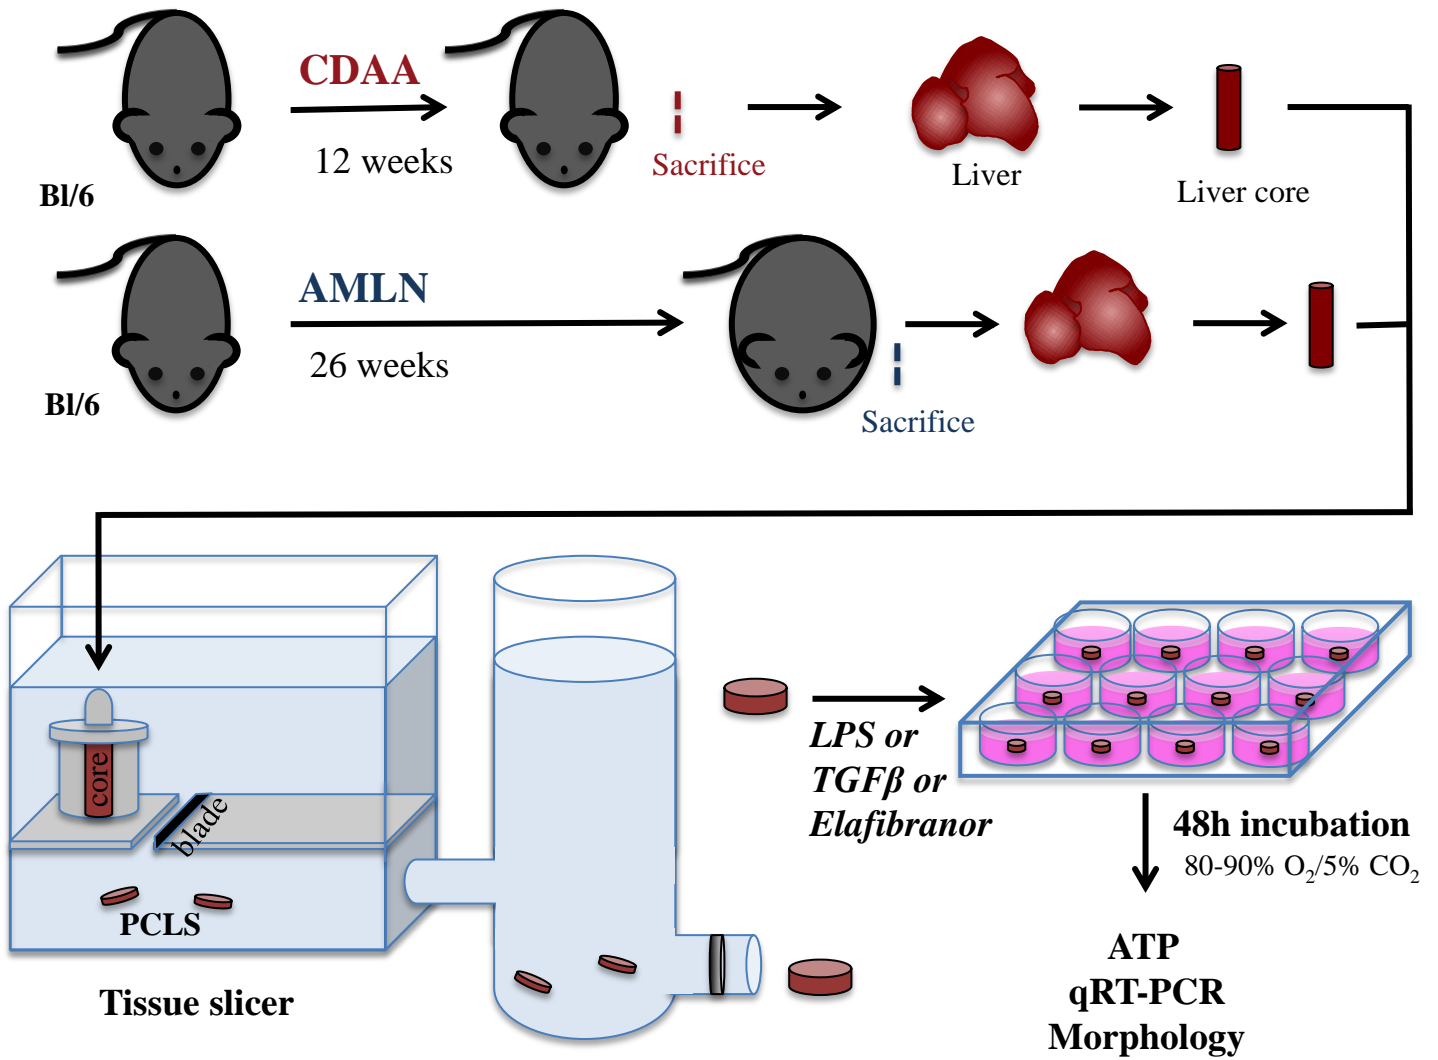 CDAA
12 weeks
Bl/6
Sacrifice
Liver
Liver core
AMLN
26 weeks
Bl/6
Sacrifice
core
blade
PCLS
Tissue slicer
LPS or
TGFβ or
Elafibranor
48h incubation
80-90% O₂/5% CO₂
ATP
qRT-PCR
Morphology